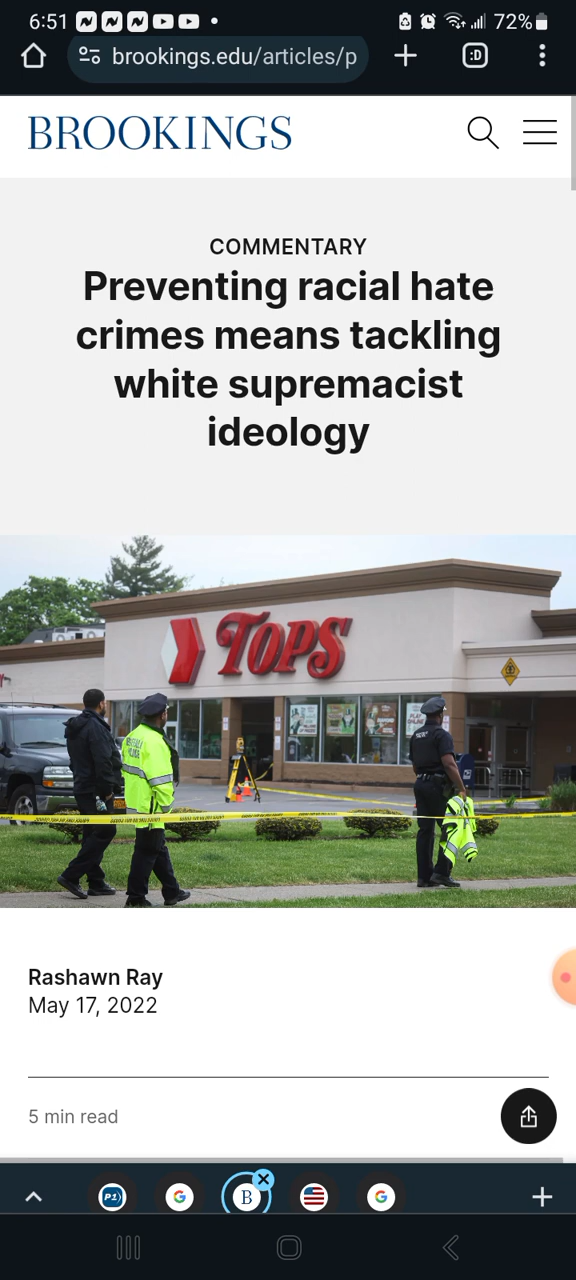 6:51
72%
brookings.edu/articles/p
:D
BROOKINGS
COMMENTARY
Preventing racial hate
crimes means tackling
white supremacist
ideology
TOPS
Rashawn Ray
May 17, 2022
5 min read
P1
G
B
G